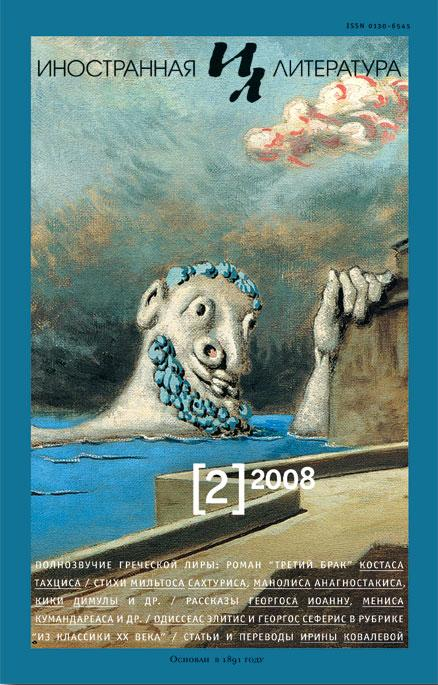 ISSN 0130-6545
ИНОСТРАННАЯ ИЛ ЛИТЕРАТУРА
[2] 2008
ПОЛНОЗВУЧИЕ ГРЕЧЕСКОЙ ЛИРЫ: РОМАН "ТРЕТИЙ БРАК" КОСТАСА
ТАХЦИСА / СТИХИ МИЛЬТОСА САХТУРИСА, МАНОЛИСА АНАГНОСТАКИСА,
КИКИ ДИМУЛЫ И ДР. / РАССКАЗЫ ГЕОРГОСА ИОАННУ, МЕНИСА
КУМАНДАРЕАСА И ДР. / ОДИССЕАС ЭЛИТИС И ГЕОРГОС СЕФЕРИС В РУБРИКЕ
"ИЗ КЛАССИКИ XX ВЕКА" / СТАТЬИ И ПЕРЕВОДЫ ИРИНЫ КОВАЛЕВОЙ
ОСНОВАН В 1891 ГОДУ